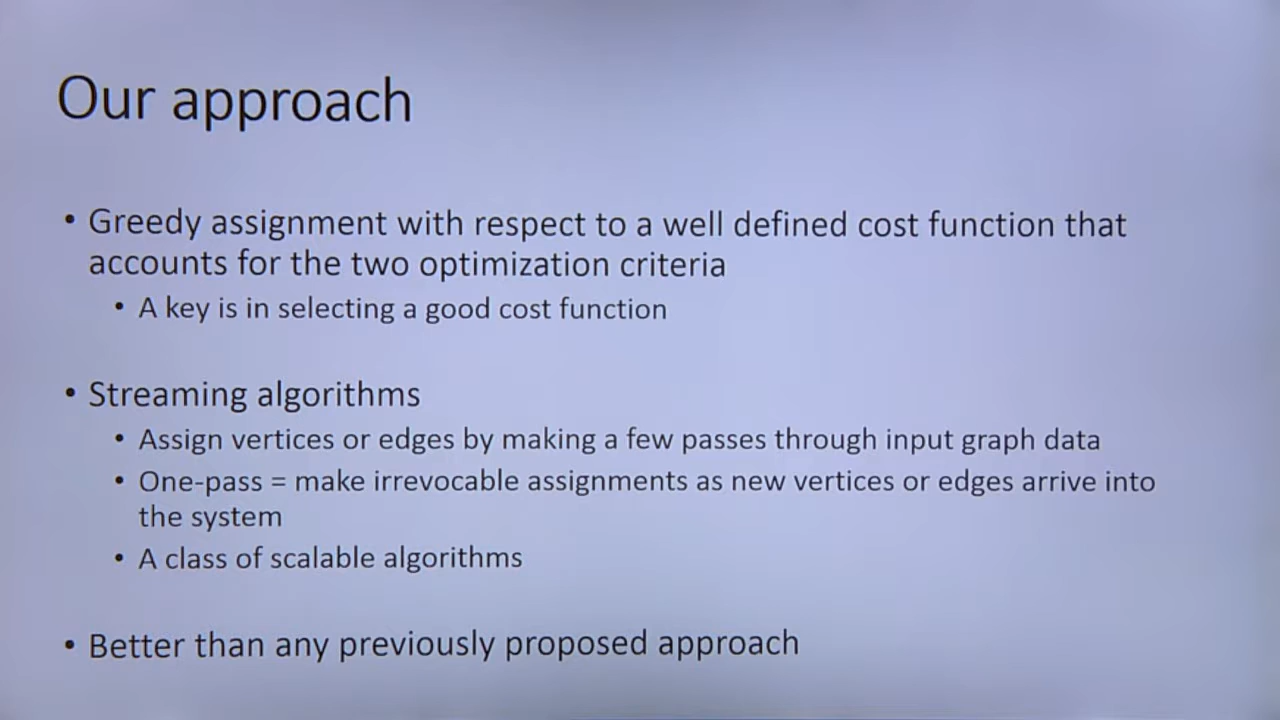 Our approach
• Greedy assignment with respect to a well defined cost function that
accounts for the two optimization criteria
• A key is in selecting a good cost function
• Streaming algorithms
• Assign vertices or edges by making a few passes through input graph data
• One-pass = make irrevocable assignments as new vertices or edges arrive into
the system
• A class of scalable algorithms
• Better than any previously proposed approach